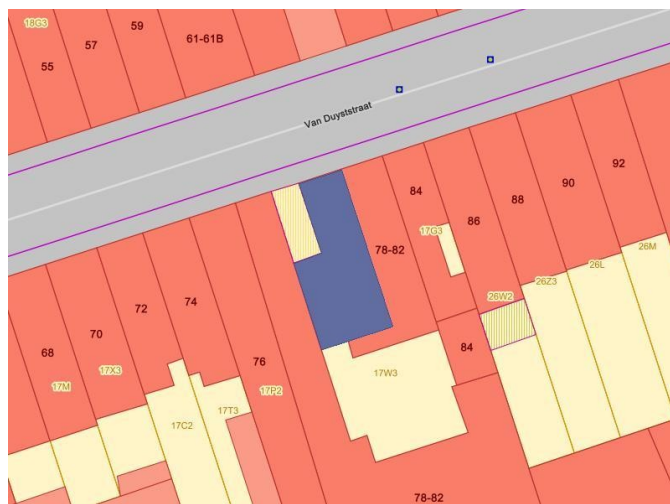 18G3
55
57
59
61-61B
Van Duyststraat
92
90
88
86
84
78-82
17G3
26M
26L
26Z3
26W2
74
72
70
68
76
84
17X3
17M
17P2
17W3
17T3
17C2
78-82